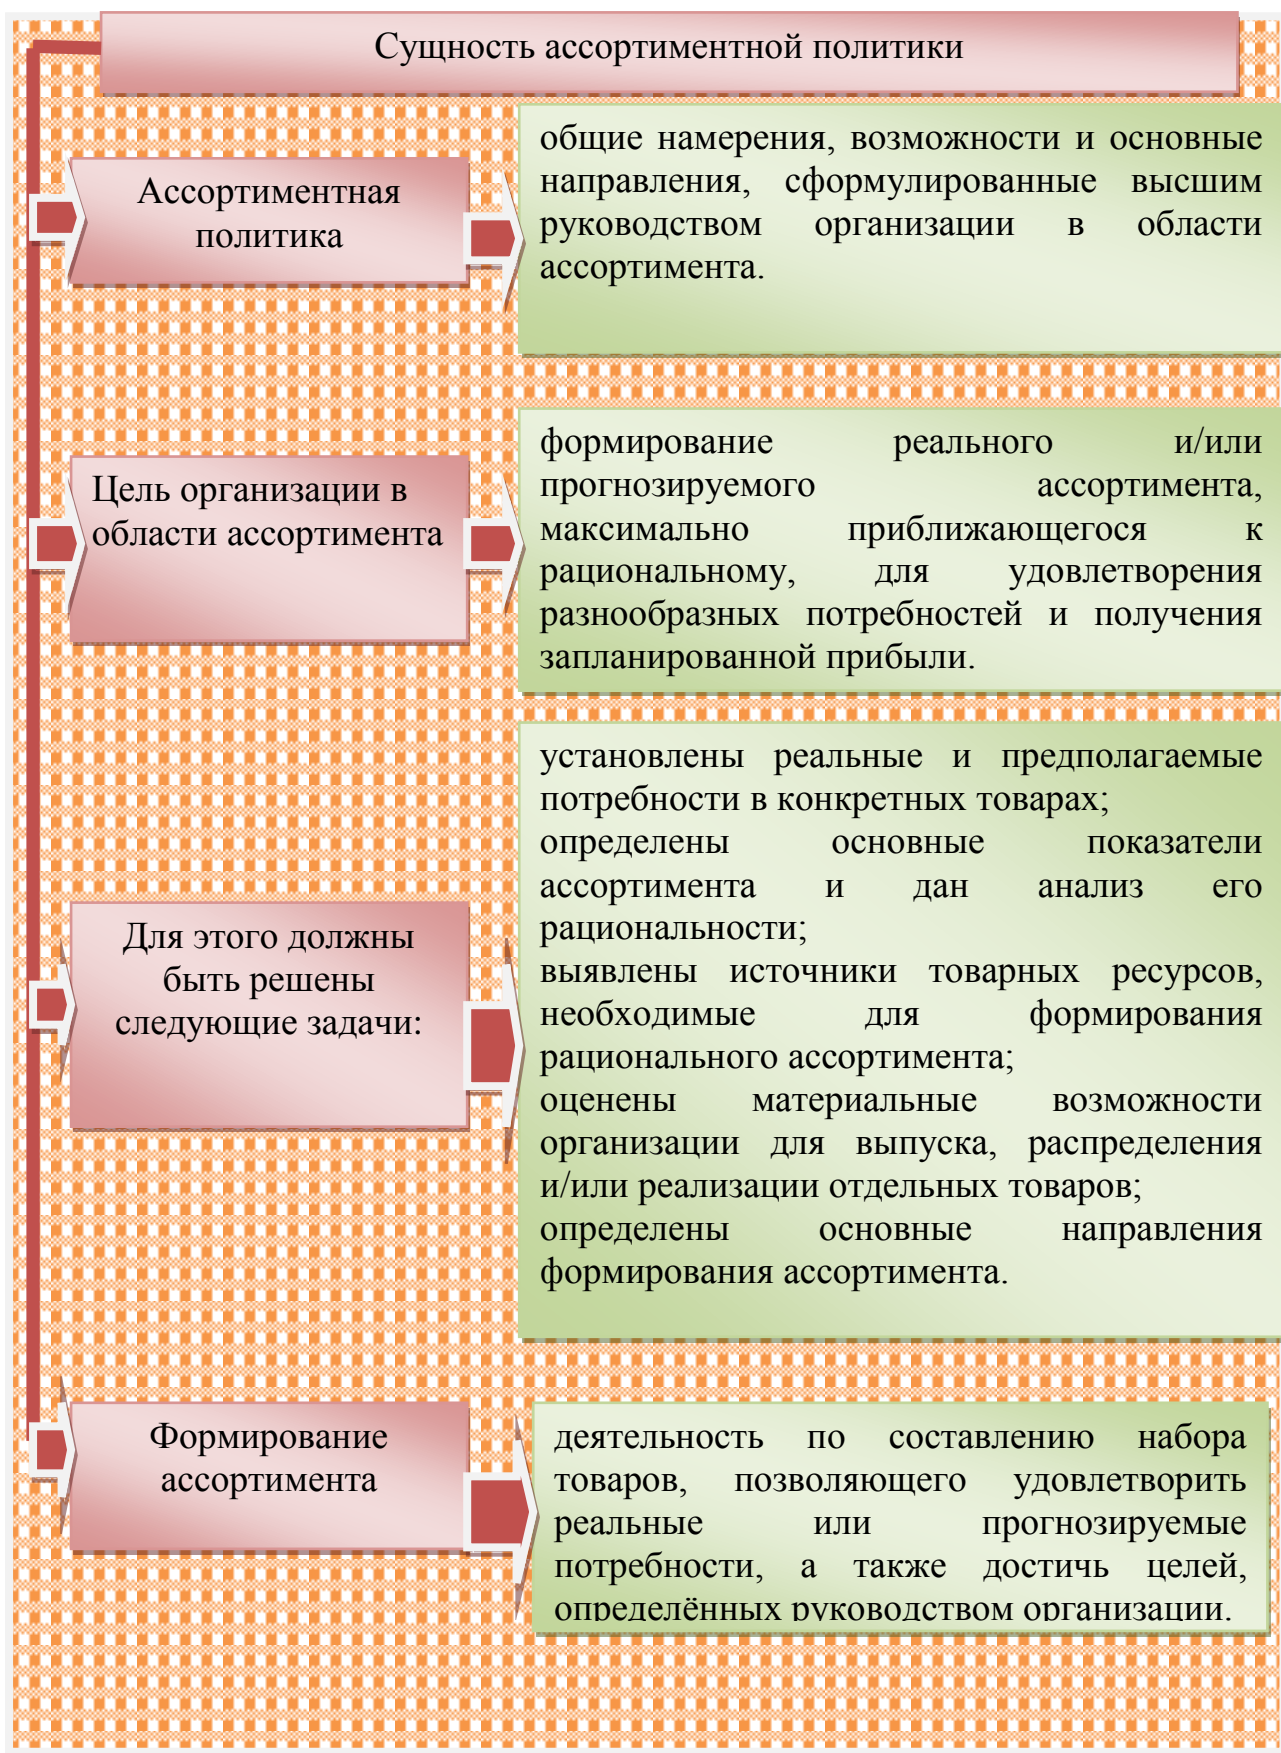 Сущность ассортиментной политики
Ассортиментная
политика
общие намерения, возможности и основные
направления, сформулированные высшим
руководством организации в области
ассортимента.
Цель организации в
области ассортимента
формирование реального и/или
прогнозируемого ассортимента,
максимально приближающегося к
рациональному, для удовлетворения
разнообразных потребностей и получения
запланированной прибыли.
Для этого должны
быть решены
следующие задачи:
установлены реальные и предполагаемые
потребности в конкретных товарах;
определены основные показатели
ассортимента и дан анализ его
рациональности;
выявлены источники товарных ресурсов,
необходимые для формирования
рационального ассортимента;
оценены материальные возможности
организации для выпуска, распределения
и/или реализации отдельных товаров;
определены основные направления
формирования ассортимента.
Формирование
ассортимента
деятельность по составлению набора
товаров, позволяющего удовлетворить
реальные или прогнозируемые
потребности, а также достичь целей,
определённых руководством организации.